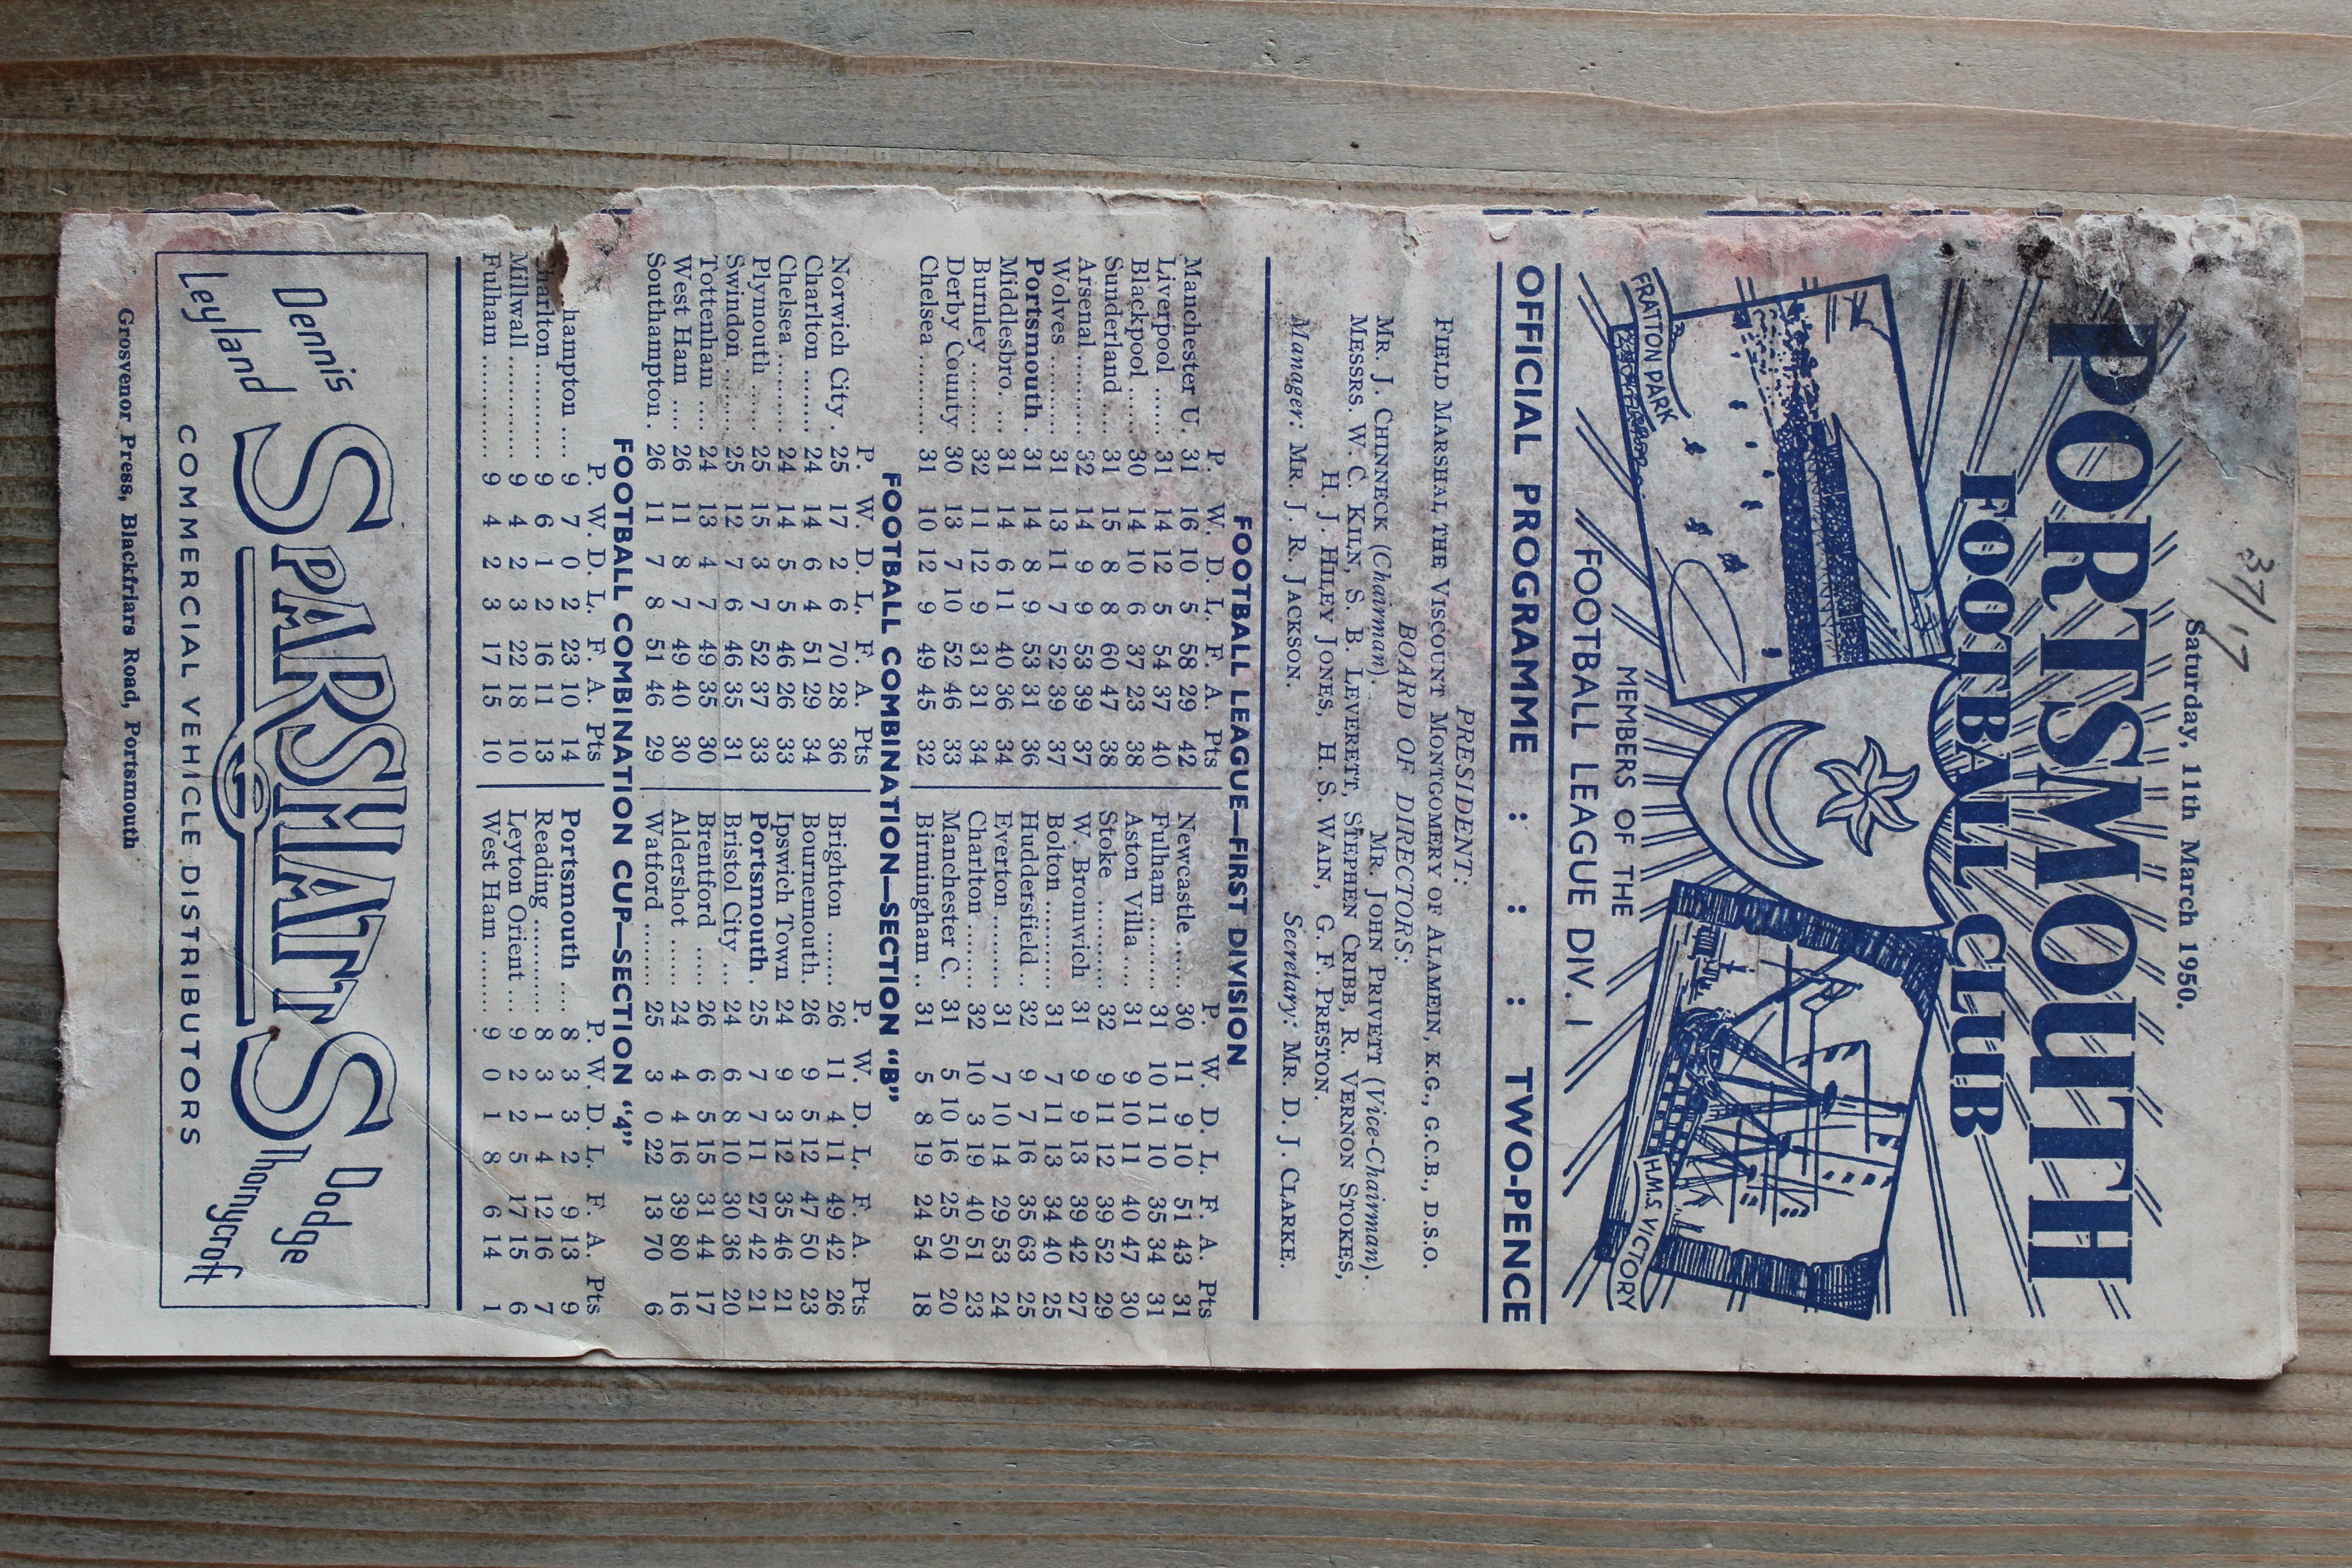 37/17
Saturday, 11th March 1950.
PORTSMOUTH
FOOTBALL CLUB
FRATTON PARK
H.M.S. VICTORY
MEMBERS OF THE
FOOTBALL LEAGUE DIV. 1
OFFICIAL PROGRAMME : : : TWO-PENCE
PRESIDENT:
FIELD MARSHAL THE VISCOUNT MONTGOMERY OF ALAMEIN, K.G., G.C.B., D.S.O.
BOARD OF DIRECTORS:
MR. J. CHINNECK (Chairman). MR. JOHN PRIVETT (Vice-Chairman).
MESSRS. W. C. KILN, S. B. LEVERETT, STEPHEN CRIBB, R. VERNON STOKES,
H. J. HILEY JONES, H. S. WAIN, G. F. PRESTON.
Manager: MR. J. R. JACKSON. Secretary: MR. D. J. CLARKE.
FOOTBALL LEAGUE—FIRST DIVISION
P. W. D. L. F. A. Pts P. W. D. L. F. A. Pts
Manchester U. 31 16 10 5 58 29 42 Newcastle ..... 30 11 9 10 51 43 31
Liverpool ...... 31 14 12 5 54 37 40 Fulham ......... 31 10 11 10 35 34 31
Blackpool ...... 30 14 10 6 37 23 38 Aston Villa .... 31 9 10 11 40 47 30
Sunderland ... 31 15 8 8 60 47 38 Stoke .......... 32 9 11 12 39 52 29
Arsenal ......... 32 14 9 9 53 39 37 W. Bromwich 31 9 9 13 39 42 27
Wolves ......... 31 13 11 7 52 39 37 Bolton .......... 31 7 11 13 34 40 25
Portsmouth . 31 14 8 9 53 31 36 Huddersfield.. 32 9 7 16 35 63 25
Middlesbro. ... 31 14 6 11 40 36 34 Everton ......... 31 7 10 14 29 53 24
Burnley ......... 32 11 12 9 31 31 34 Charlton ........ 32 10 3 19 40 51 23
Derby County 30 13 7 10 52 46 33 Manchester C. 31 5 10 16 25 50 20
Chelsea ......... 31 10 12 9 49 45 32 Birmingham .. 31 5 8 19 24 54 18
FOOTBALL COMBINATION—SECTION "B"
P. W. D. L. F. A. Pts P. W. D. L. F. A. Pts
Norwich City . 25 17 2 6 70 28 36 Brighton ...... 26 11 4 11 49 42 26
Charlton ....... 24 14 6 4 51 29 34 Bournemouth. 26 9 5 12 47 50 23
Chelsea ......... 24 14 5 5 46 26 33 Ipswich Town 24 9 3 12 35 46 21
Plymouth ..... 25 15 3 7 52 37 33 Portsmouth . 25 7 7 11 27 42 21
Swindon ........ 25 12 7 6 46 35 31 Bristol City .... 24 6 8 10 30 36 20
Tottenham .... 24 13 4 7 49 35 30 Brentford ..... 26 6 5 15 31 44 17
West Ham .... 26 11 8 7 49 40 30 Aldershot ...... 24 4 4 16 39 80 16
Southampton . 26 11 7 8 51 46 29 Watford ........ 25 3 0 22 13 70 6
FOOTBALL COMBINATION CUP—SECTION "4"
P. W. D. L. F. A. Pts P. W. D. L. F. A. Pts
hampton .... 9 7 0 2 23 10 14 Portsmouth .... 8 3 3 2 9 13 9
Charlton .......... 9 6 1 2 16 11 13 Reading .......... 8 3 1 4 12 16 7
Millwall ........... 9 4 2 3 22 18 10 Leyton Orient ... 9 2 2 5 17 15 6
Fulham ............ 9 4 2 3 17 15 10 West Ham ....... 9 0 1 8 6 14 1
Dennis Dodge
Leyland SPARSHATTS Thornycroft
COMMERCIAL VEHICLE DISTRIBUTORS
Grosvenor Press, Blackfriars Road, Portsmouth